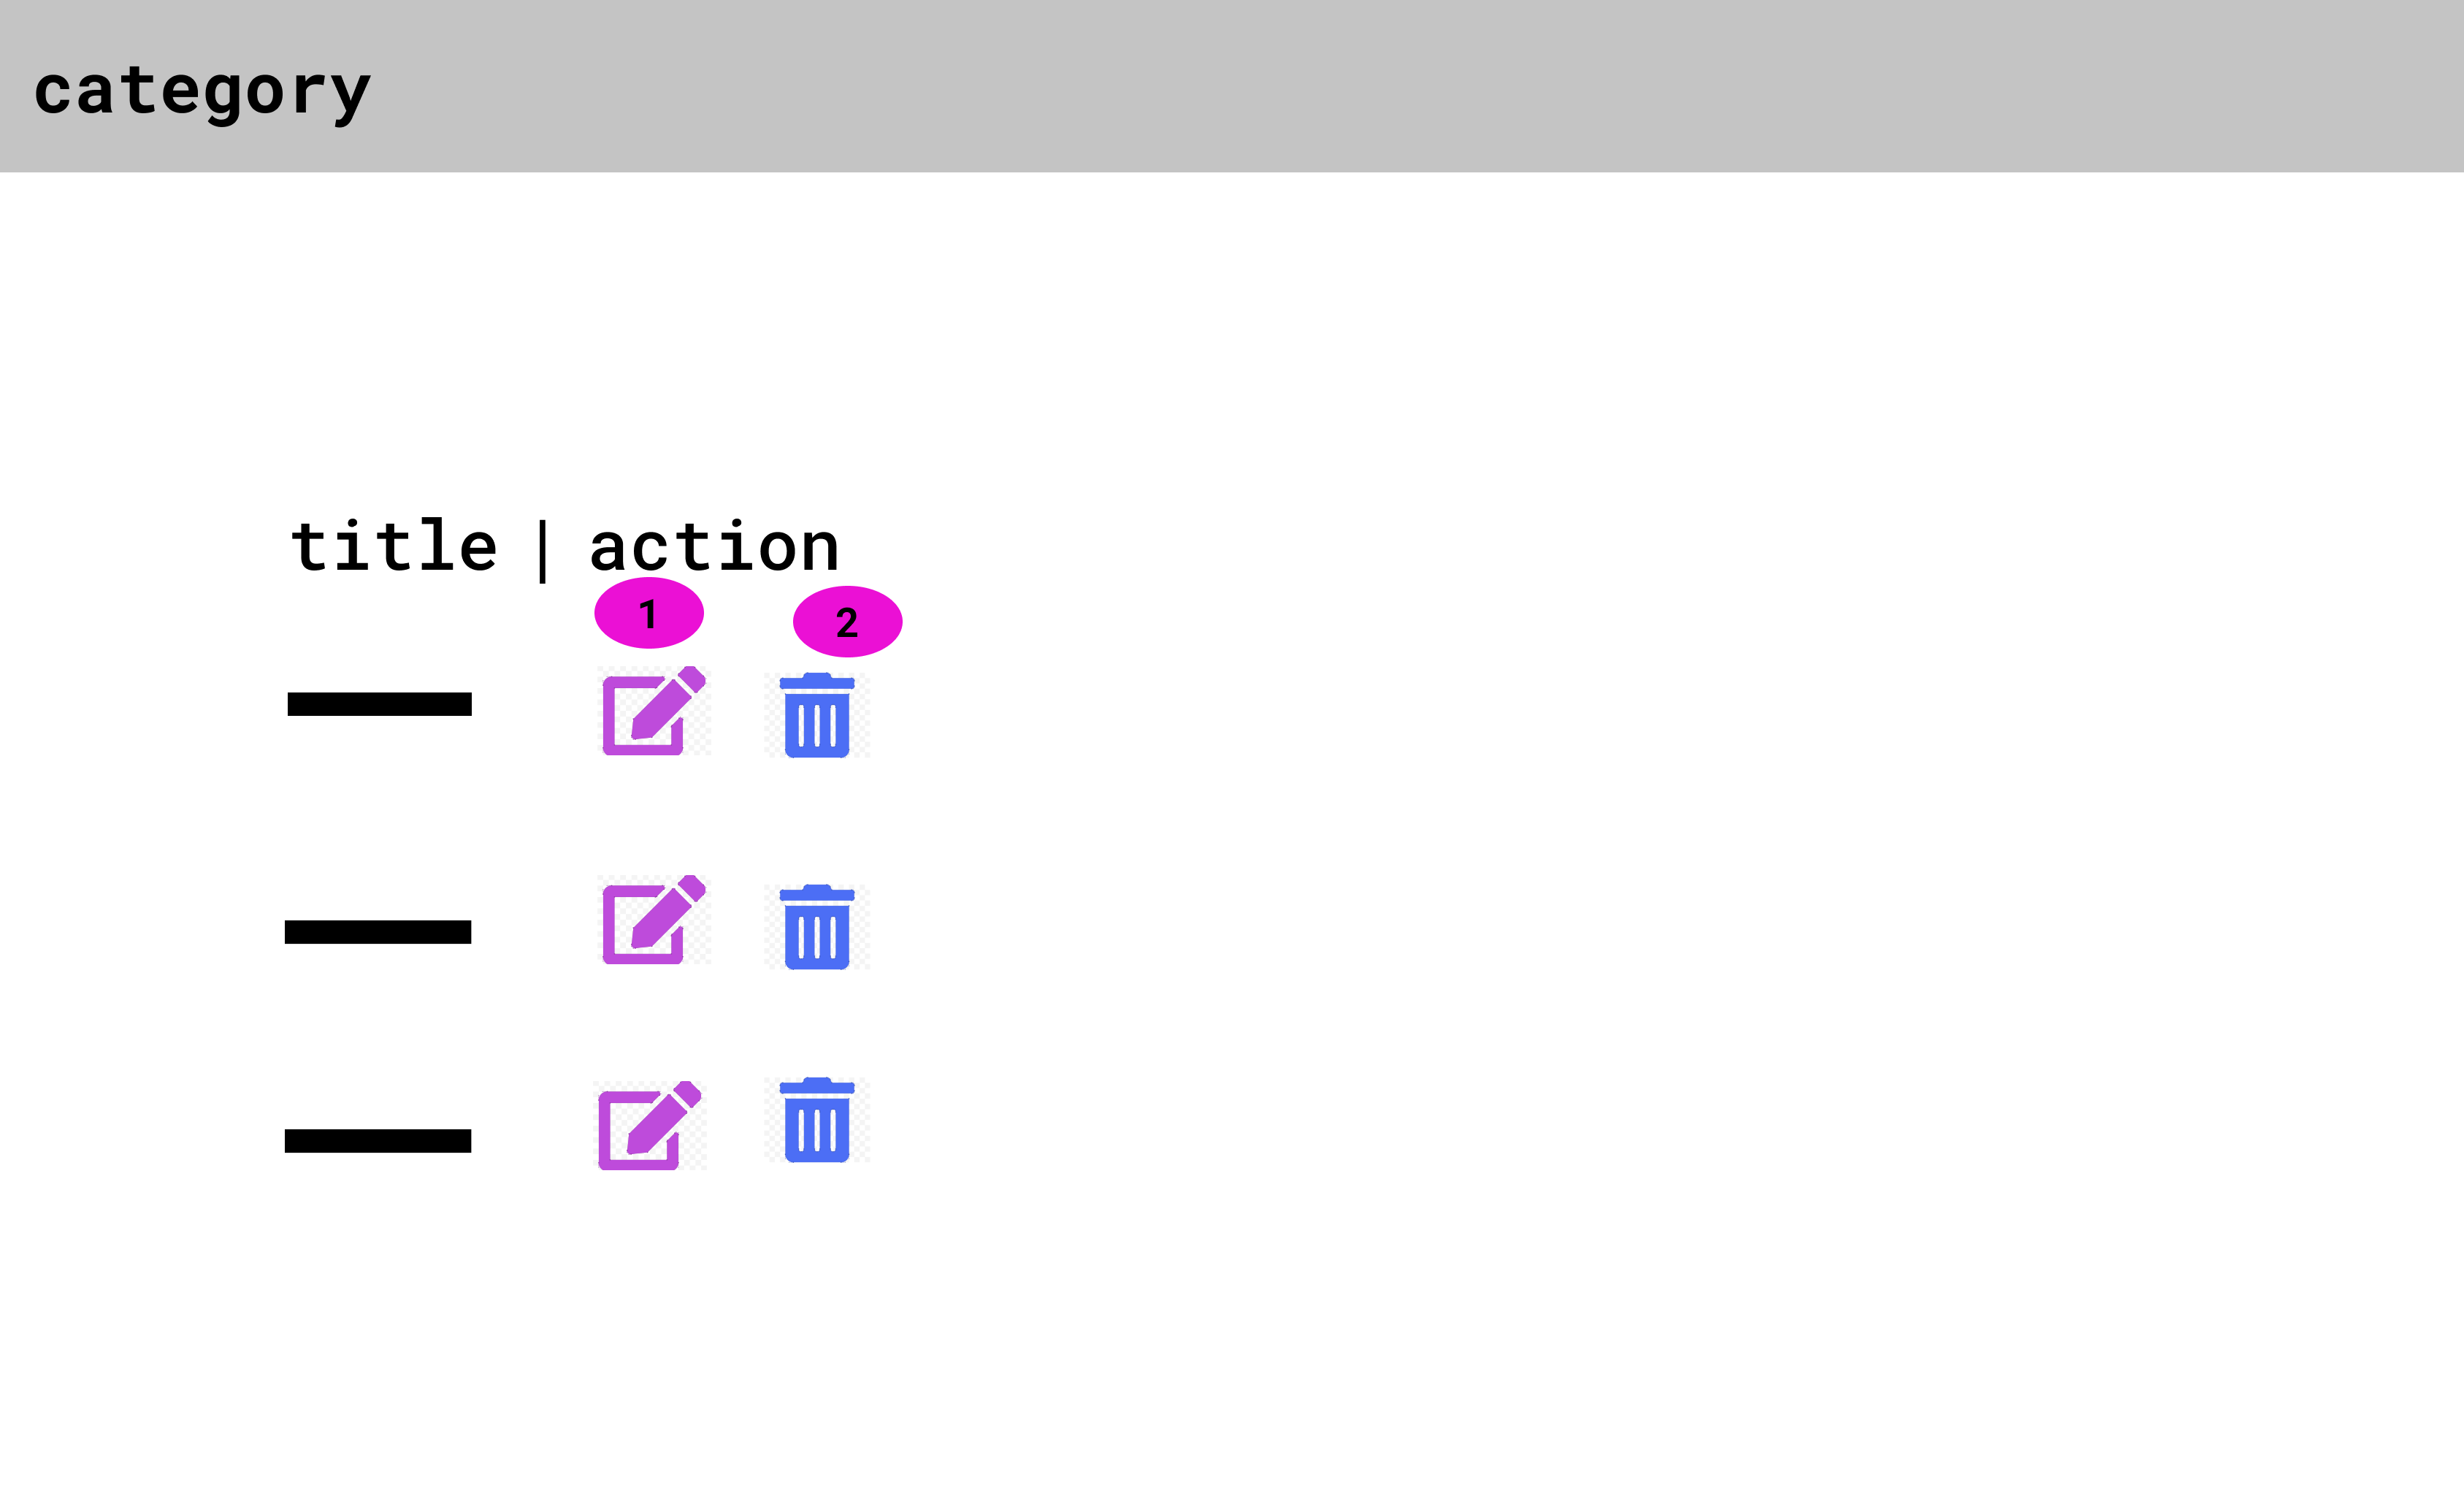 category
title | action
1
2